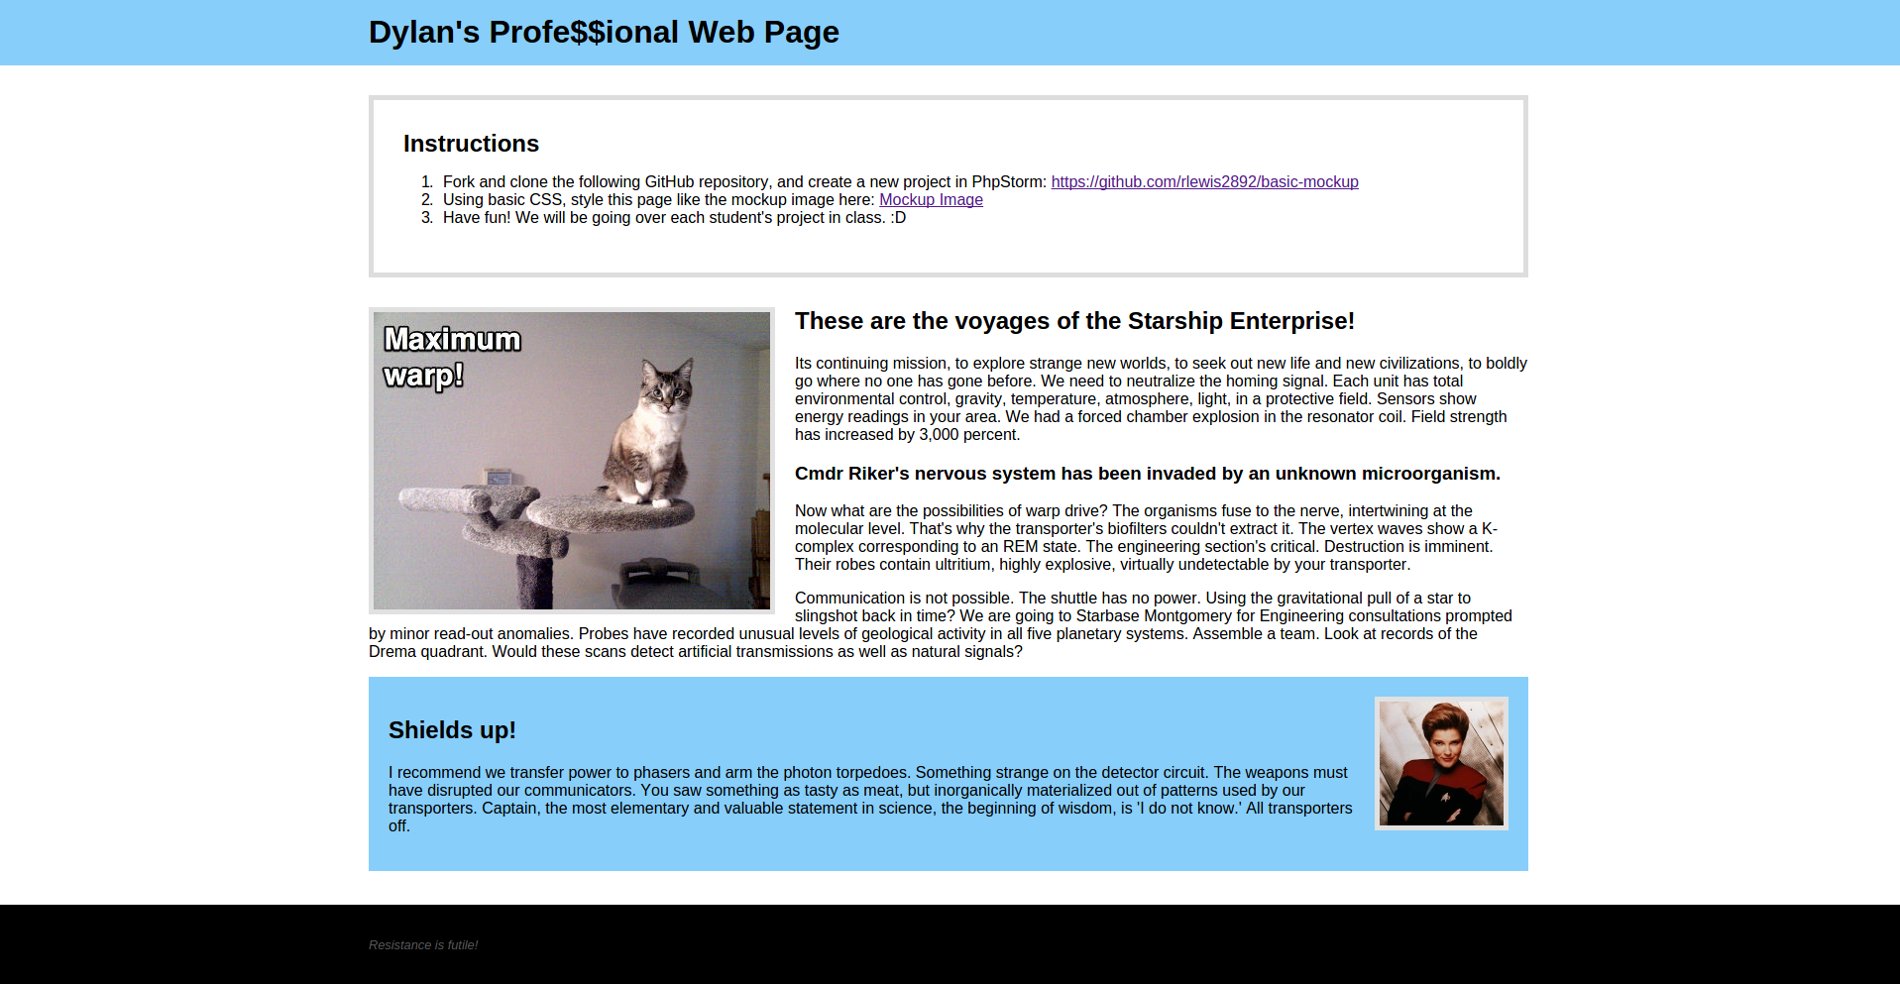 Dylan's Profe$$ional Web Page
Instructions
1. Fork and clone the following GitHub repository, and create a new project in PhpStorm: https://github.com/rlewis2892/basic-mockup
2. Using basic CSS, style this page like the mockup image here: Mockup Image
3. Have fun! We will be going over each student's project in class. :D
Maximum
warp!
These are the voyages of the Starship Enterprise!
Its continuing mission, to explore strange new worlds, to seek out new life and new civilizations, to boldly
go where no one has gone before. We need to neutralize the homing signal. Each unit has total
environmental control, gravity, temperature, atmosphere, light, in a protective field. Sensors show
energy readings in your area. We had a forced chamber explosion in the resonator coil. Field strength
has increased by 3,000 percent.
Cmdr Riker's nervous system has been invaded by an unknown microorganism.
Now what are the possibilities of warp drive? The organisms fuse to the nerve, intertwining at the
molecular level. That's why the transporter's biofilters couldn't extract it. The vertex waves show a K-
complex corresponding to an REM state. The engineering section's critical. Destruction is imminent.
Their robes contain ultritium, highly explosive, virtually undetectable by your transporter.
Communication is not possible. The shuttle has no power. Using the gravitational pull of a star to
slingshot back in time? We are going to Starbase Montgomery for Engineering consultations prompted
by minor read-out anomalies. Probes have recorded unusual levels of geological activity in all five planetary systems. Assemble a team. Look at records of the
Drema quadrant. Would these scans detect artificial transmissions as well as natural signals?
Shields up!
I recommend we transfer power to phasers and arm the photon torpedoes. Something strange on the detector circuit. The weapons must
have disrupted our communicators. You saw something as tasty as meat, but inorganically materialized out of patterns used by our
transporters. Captain, the most elementary and valuable statement in science, the beginning of wisdom, is 'I do not know.' All transporters
off.
Resistance is futile!